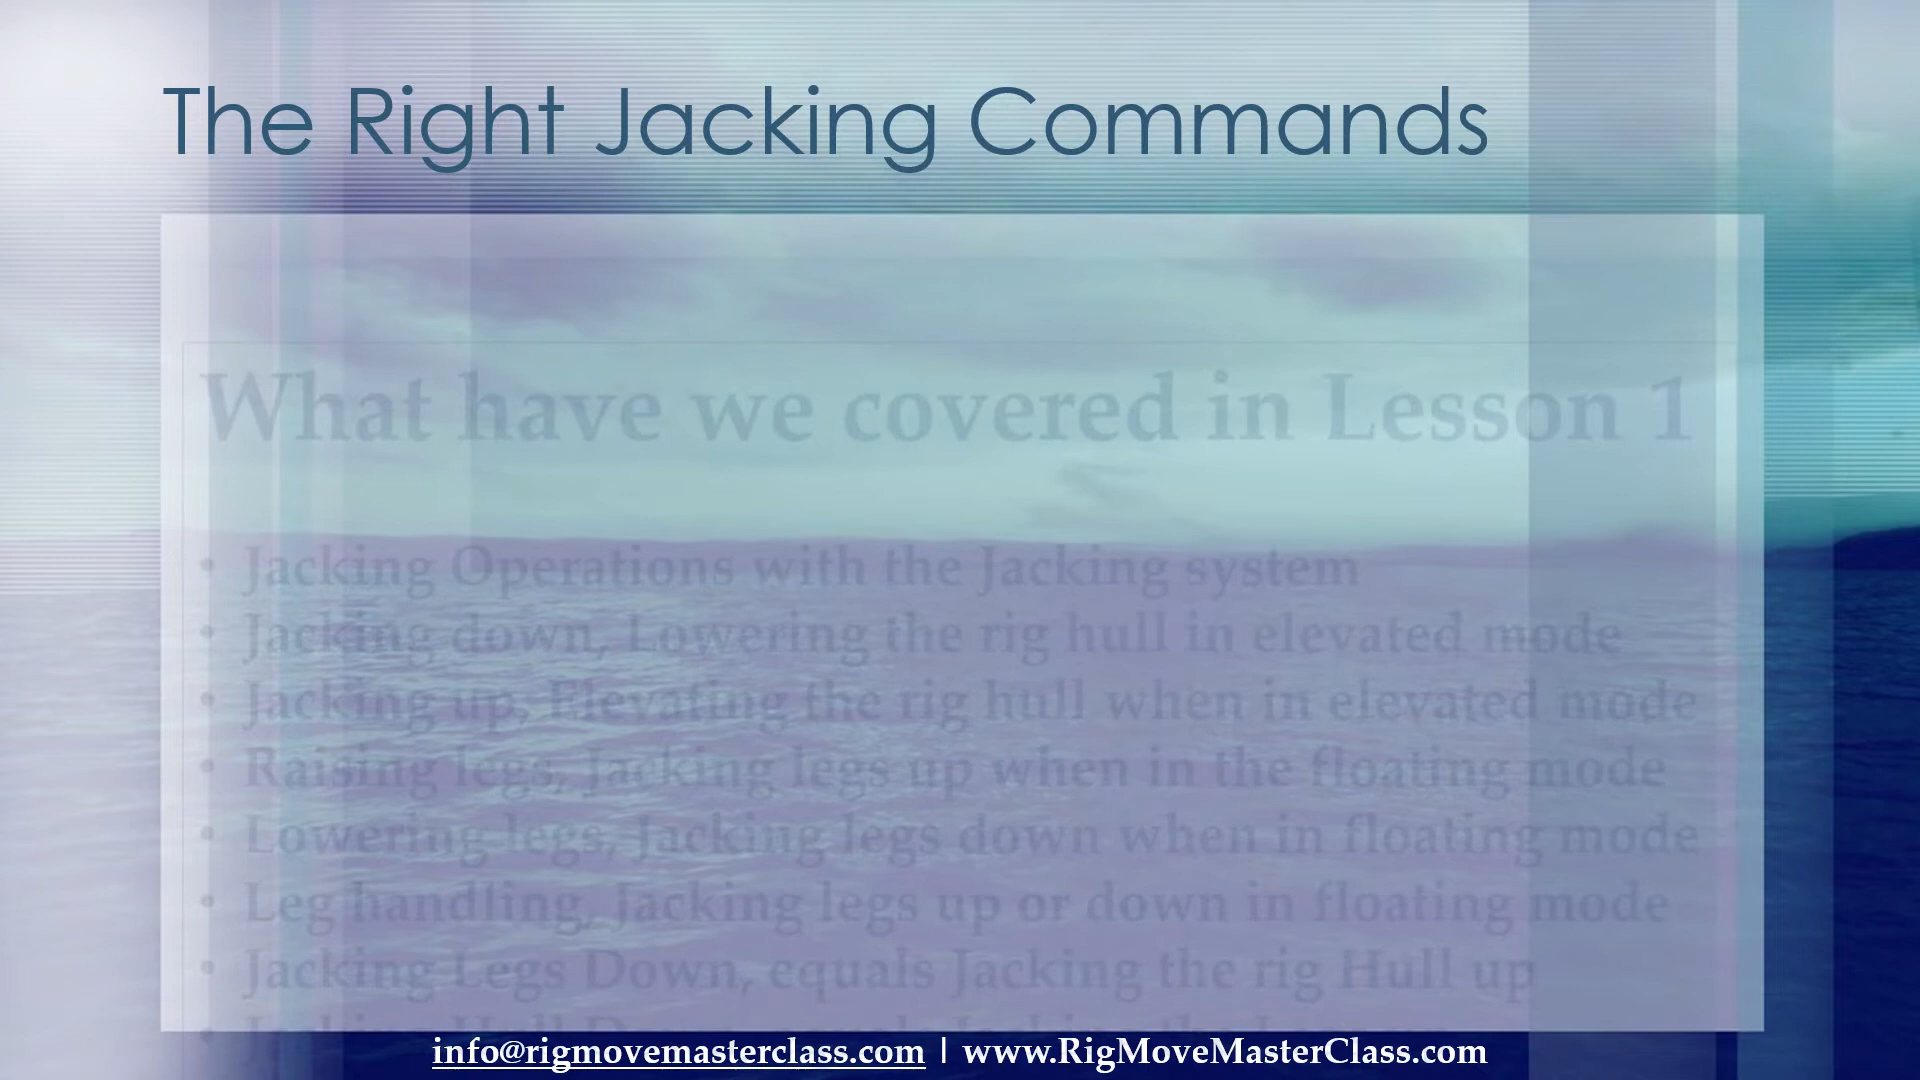 The Right Jacking Commands
What have we covered in Lesson 1
• Jacking Operations with the Jacking system
• Jacking down, Lowering the rig hull in elevated mode
• Jacking up, Elevating the rig hull when in elevated mode
• Raising legs, Jacking legs up when in the floating mode
• Lowering legs, Jacking legs down when in floating mode
• Leg handling, Jacking legs up or down in floating mode
• Jacking Legs Down, equals Jacking the rig Hull up
info@rigmovemasterclass.com | www.RigMoveMasterClass.com